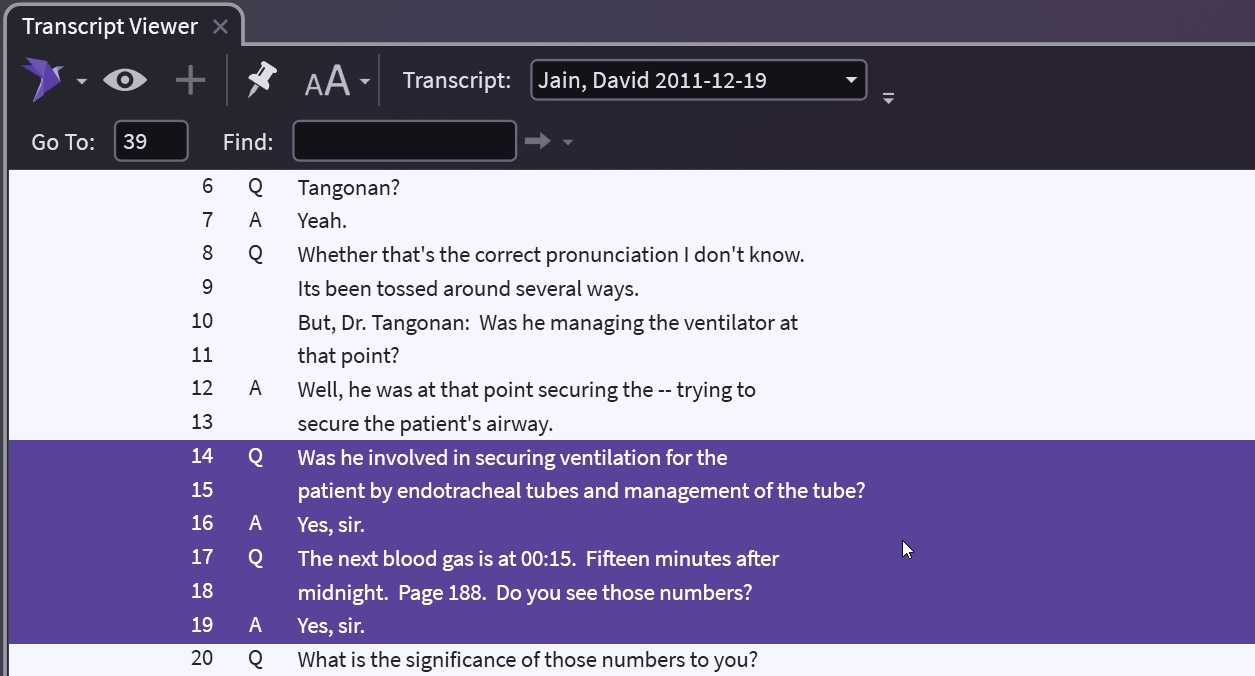 Transcript Viewer
AA Transcript: Jain, David 2011-12-19
Go To: 39 Find:
6 Q Tangonan?
7 A Yeah.
8 Q Whether that's the correct pronunciation I don't know.
9 Its been tossed around several ways.
10 But, Dr. Tangonan:  Was he managing the ventilator at
11 that point?
12 A Well, he was at that point securing the -- trying to
13 secure the patient's airway.
14 Q Was he involved in securing ventilation for the
15 patient by endotracheal tubes and management of the tube?
16 A Yes, sir.
17 Q The next blood gas is at 00:15.  Fifteen minutes after
18 midnight.  Page 188.  Do you see those numbers?
19 A Yes, sir.
20 Q What is the significance of those numbers to you?